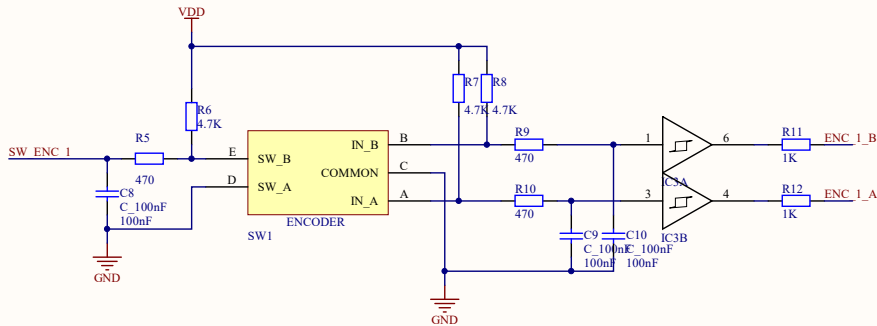 VDD
R7 R8
4.7K 4.7K
R6
4.7K
R5
470
SW_ENC_1
E
D
SW_B
SW_A
IN_B
COMMON
IN_A
B
C
A
ENCODER
SW1
C8
C_100nF
100nF
GND
R9
470
R10
470
C9
C_100nF
100nF
C10
C_100nF
100nF
GND
1
6
IC3A
3
4
IC3B
R11
1K
ENC_1_B
R12
1K
ENC_1_A